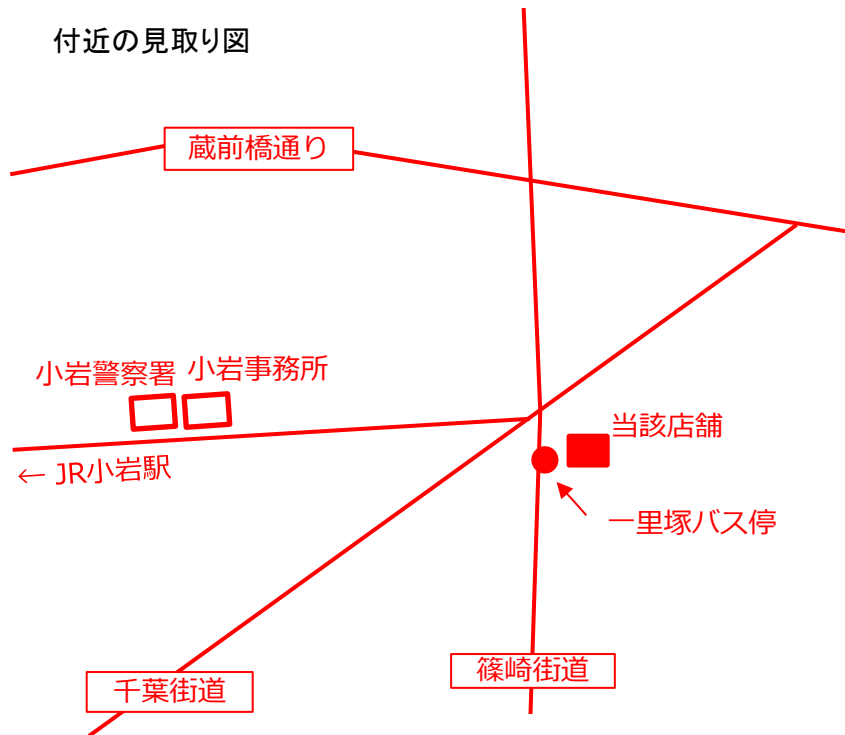 付近の見取り図
蔵前橋通り
小岩警察署
小岩事務所
当該店舗
← JR小岩駅
一里塚バス停
篠崎街道
千葉街道